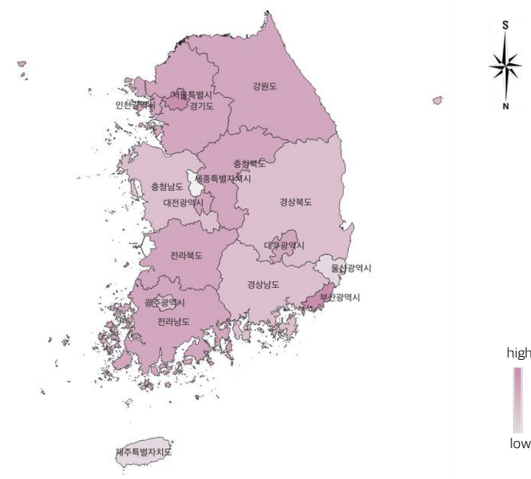 S
N
강원도
서울특별시
인천광역시
경기도
충청북도
세종특별자치시
충청남도
대전광역시
경상북도
대구광역시
전라북도
울산광역시
경상남도
부산광역시
광주광역시
전라남도
제주특별자치도
high
low